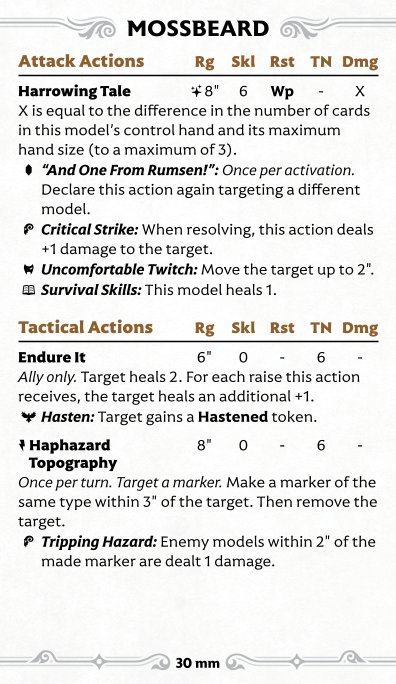 MOSSBEARD
Attack Actions Rg Skl Rst TN Dmg
Harrowing Tale 8" 6 Wp - X
X is equal to the difference in the number of cards
in this model's control hand and its maximum
hand size (to a maximum of 3).
"And One From Rumsen!": Once per activation.
Declare this action again targeting a different
model.
Critical Strike: When resolving, this action deals
+1 damage to the target.
Uncomfortable Twitch: Move the target up to 2".
Survival Skills: This model heals 1.
Tactical Actions Rg Skl Rst TN Dmg
Endure It 6" 0 - 6 -
Ally only. Target heals 2. For each raise this action
receives, the target heals an additional +1.
Hasten: Target gains a Hastened token.
Haphazard 8" 0 - 6 -
Topography
Once per turn. Target a marker. Make a marker of the
same type within 3" of the target. Then remove the
target.
Tripping Hazard: Enemy models within 2" of the
made marker are dealt 1 damage.
30 mm